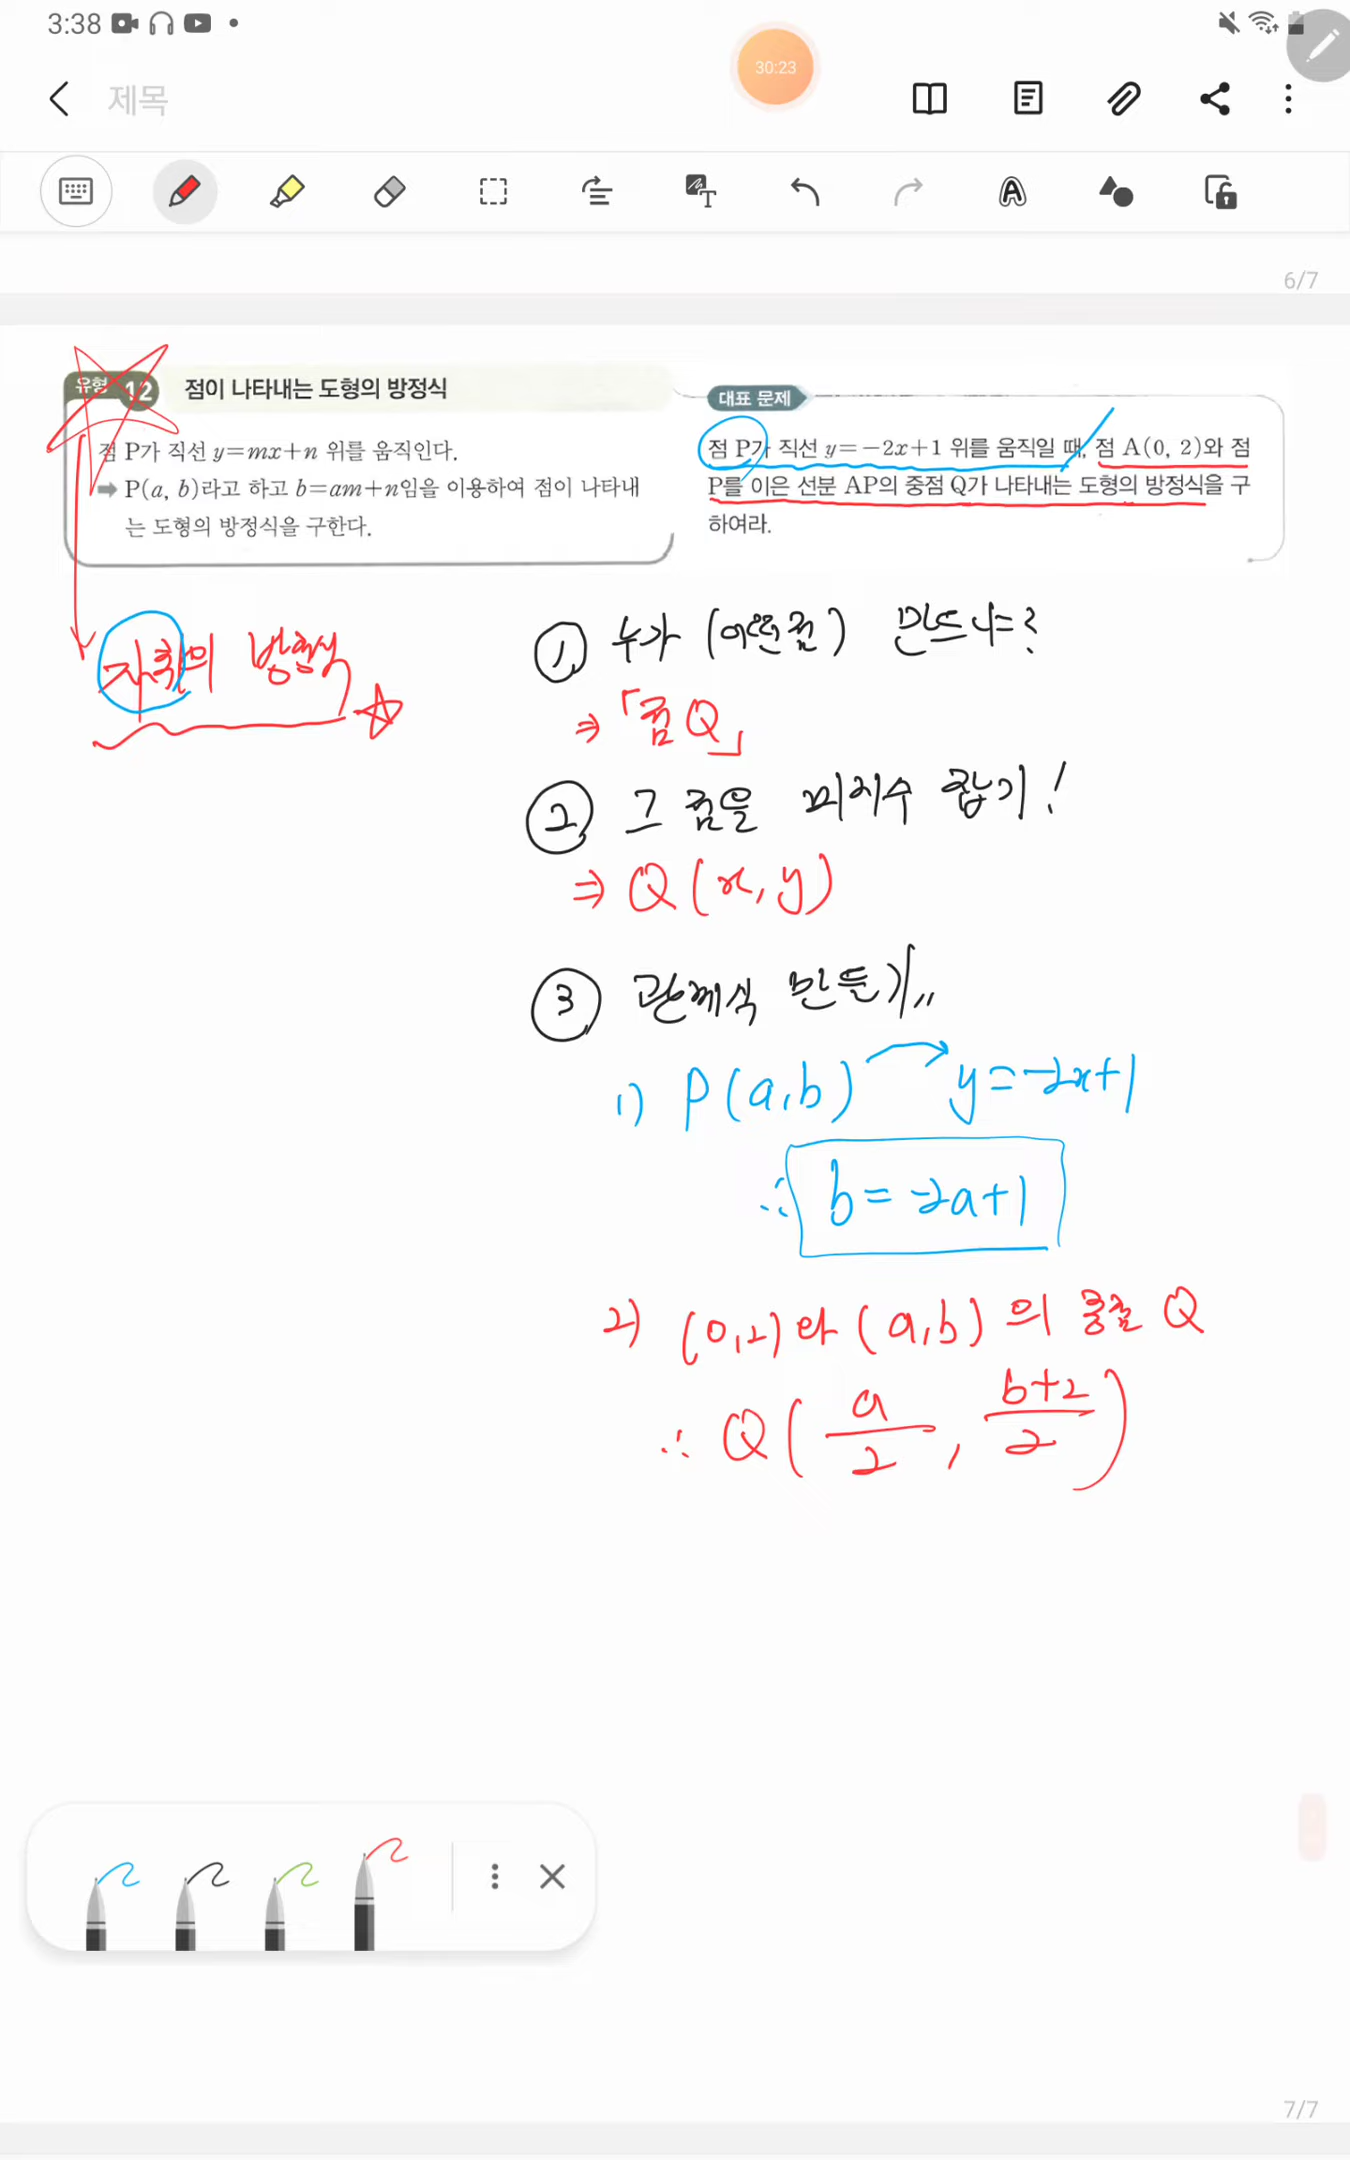 3:38
30:23
제목
6/7
유형 12 점이 나타내는 도형의 방정식
점 P가 직선 y=mx+n 위를 움직인다.
➡ P(a, b)라고 하고 b=am+n임을 이용하여 점이 나타내
는 도형의 방정식을 구한다.
대표 문제
점 P가 직선 y=−2x+1 위를 움직일 때, 점 A(0, 2)와 점
P를 이은 선분 AP의 중점 Q가 나타내는 도형의 방정식을 구
하여라.
자취의 방정식
① 누가 (어떤점) 만드나?
⇒「점Q」
② 그 점을 미지수 잡기!
⇒ Q(x, y)
③ 관계식 만들기
1) P(a,b) → y=-2x+1
∴ b=-2a+1
2) (0,2)와 (a,b)의 중점 Q
∴ Q(a/2, b+2/2)
7/7